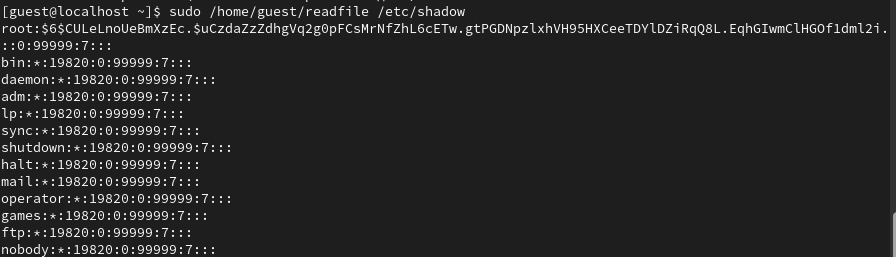 [guest@localhost ~]$ sudo /home/guest/readfile /etc/shadow
root:$6$CULeLnoUeBmXzEc.$uCzdaZzZdhgVq2g0pFCsMrNfZhL6cETw.gtPGDNpzlxhVH95HXCeeTDYlDZiRqQ8L.EqhGIwmClHGOf1dml2i.
::0:99999:7:::
bin:*:19820:0:99999:7:::
daemon:*:19820:0:99999:7:::
adm:*:19820:0:99999:7:::
lp:*:19820:0:99999:7:::
sync:*:19820:0:99999:7:::
shutdown:*:19820:0:99999:7:::
halt:*:19820:0:99999:7:::
mail:*:19820:0:99999:7:::
operator:*:19820:0:99999:7:::
games:*:19820:0:99999:7:::
ftp:*:19820:0:99999:7:::
nobody:*:19820:0:99999:7:::